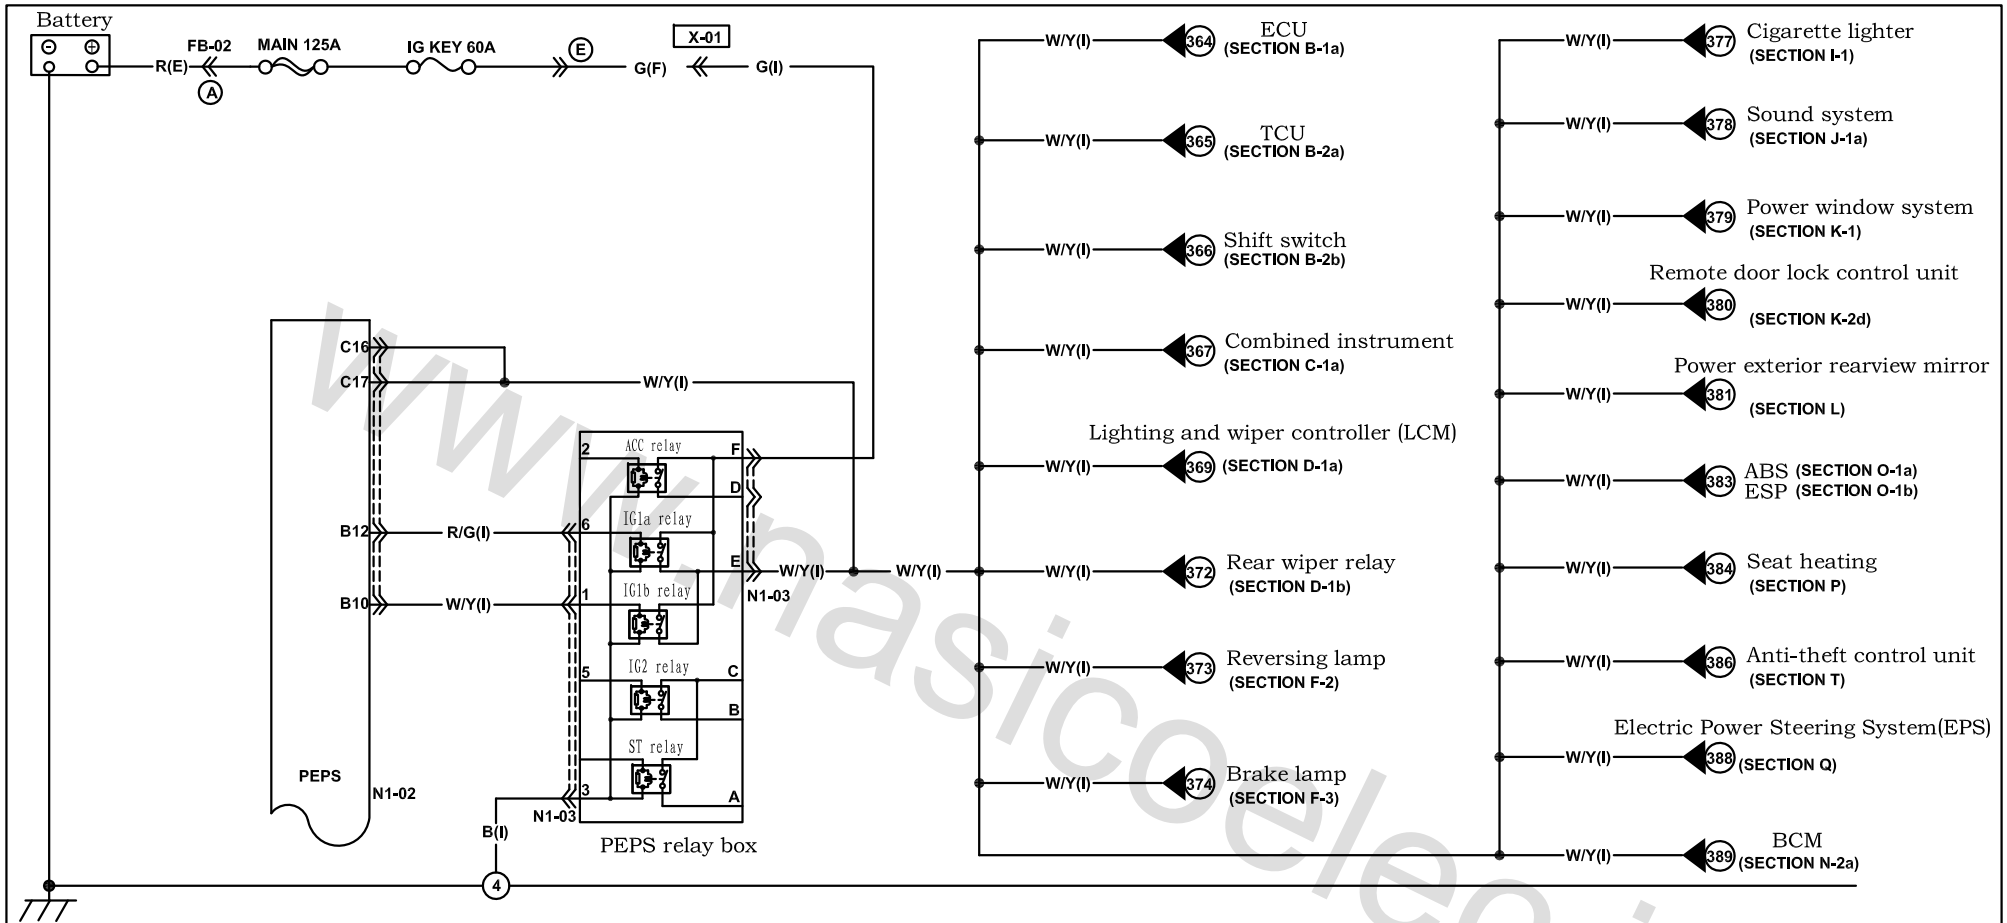 Battery
FB-02
MAIN 125A
IG KEY 60A
E
X-01
R(E)
A
G(F)
G(I)
C16
C17
W/Y(I)
B12
R/G(I)
B10
W/Y(I)
PEPS
N1-02
2
ACC relay
F
D
6
IG1a relay
E
1
IG1b relay
N1-03
5
IG2 relay
C
B
ST relay
3
A
N1-03
B(I)
PEPS relay box
4
W/Y(I)
W/Y(I)
W/Y(I) 364 ECU
(SECTION B-1a)
W/Y(I) 365 TCU
(SECTION B-2a)
W/Y(I) 366 Shift switch
(SECTION B-2b)
W/Y(I) 367 Combined instrument
(SECTION C-1a)
Lighting and wiper controller (LCM)
W/Y(I) 369 (SECTION D-1a)
W/Y(I) 372 Rear wiper relay
(SECTION D-1b)
W/Y(I) 373 Reversing lamp
(SECTION F-2)
W/Y(I) 374 Brake lamp
(SECTION F-3)
W/Y(I) 377 Cigarette lighter
(SECTION I-1)
W/Y(I) 378 Sound system
(SECTION J-1a)
W/Y(I) 379 Power window system
(SECTION K-1)
Remote door lock control unit
W/Y(I) 380
(SECTION K-2d)
Power exterior rearview mirror
W/Y(I) 381
(SECTION L)
W/Y(I) 383 ABS (SECTION O-1a)
ESP (SECTION O-1b)
W/Y(I) 384 Seat heating
(SECTION P)
W/Y(I) 386 Anti-theft control unit
(SECTION T)
Electric Power Steering System(EPS)
W/Y(I) 388 (SECTION Q)
W/Y(I) 389 BCM
(SECTION N-2a)
www.nasicoelec